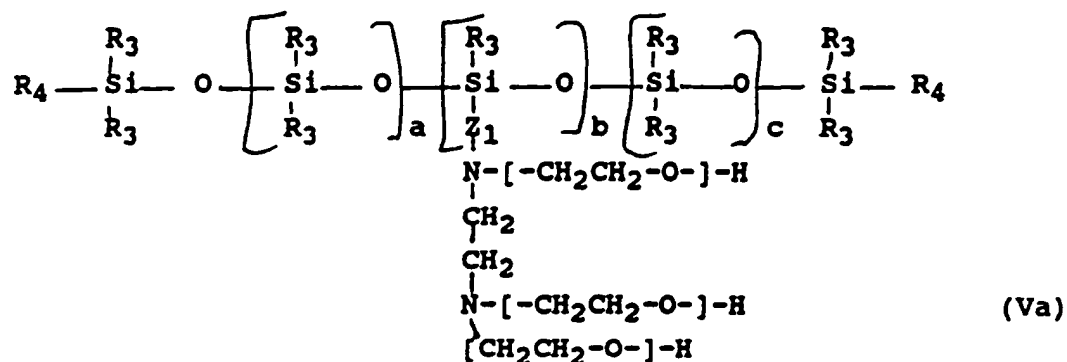 R3 R3 R3 R3 R3
R4—Si—O—[Si—O]a—[Si—O]b—[Si—O]c—Si—R4
R3 R3 Z1 R3 R3
N-[-CH2CH2-O-]-H
CH2
CH2
N-[-CH2CH2-O-]-H (Va)
[CH2CH2-O-]-H